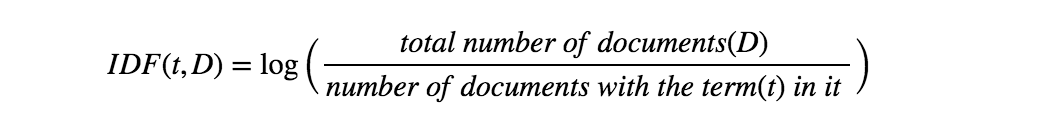 IDF(t, D) = log ( total number of documents(D) / number of documents with the term(t) in it )